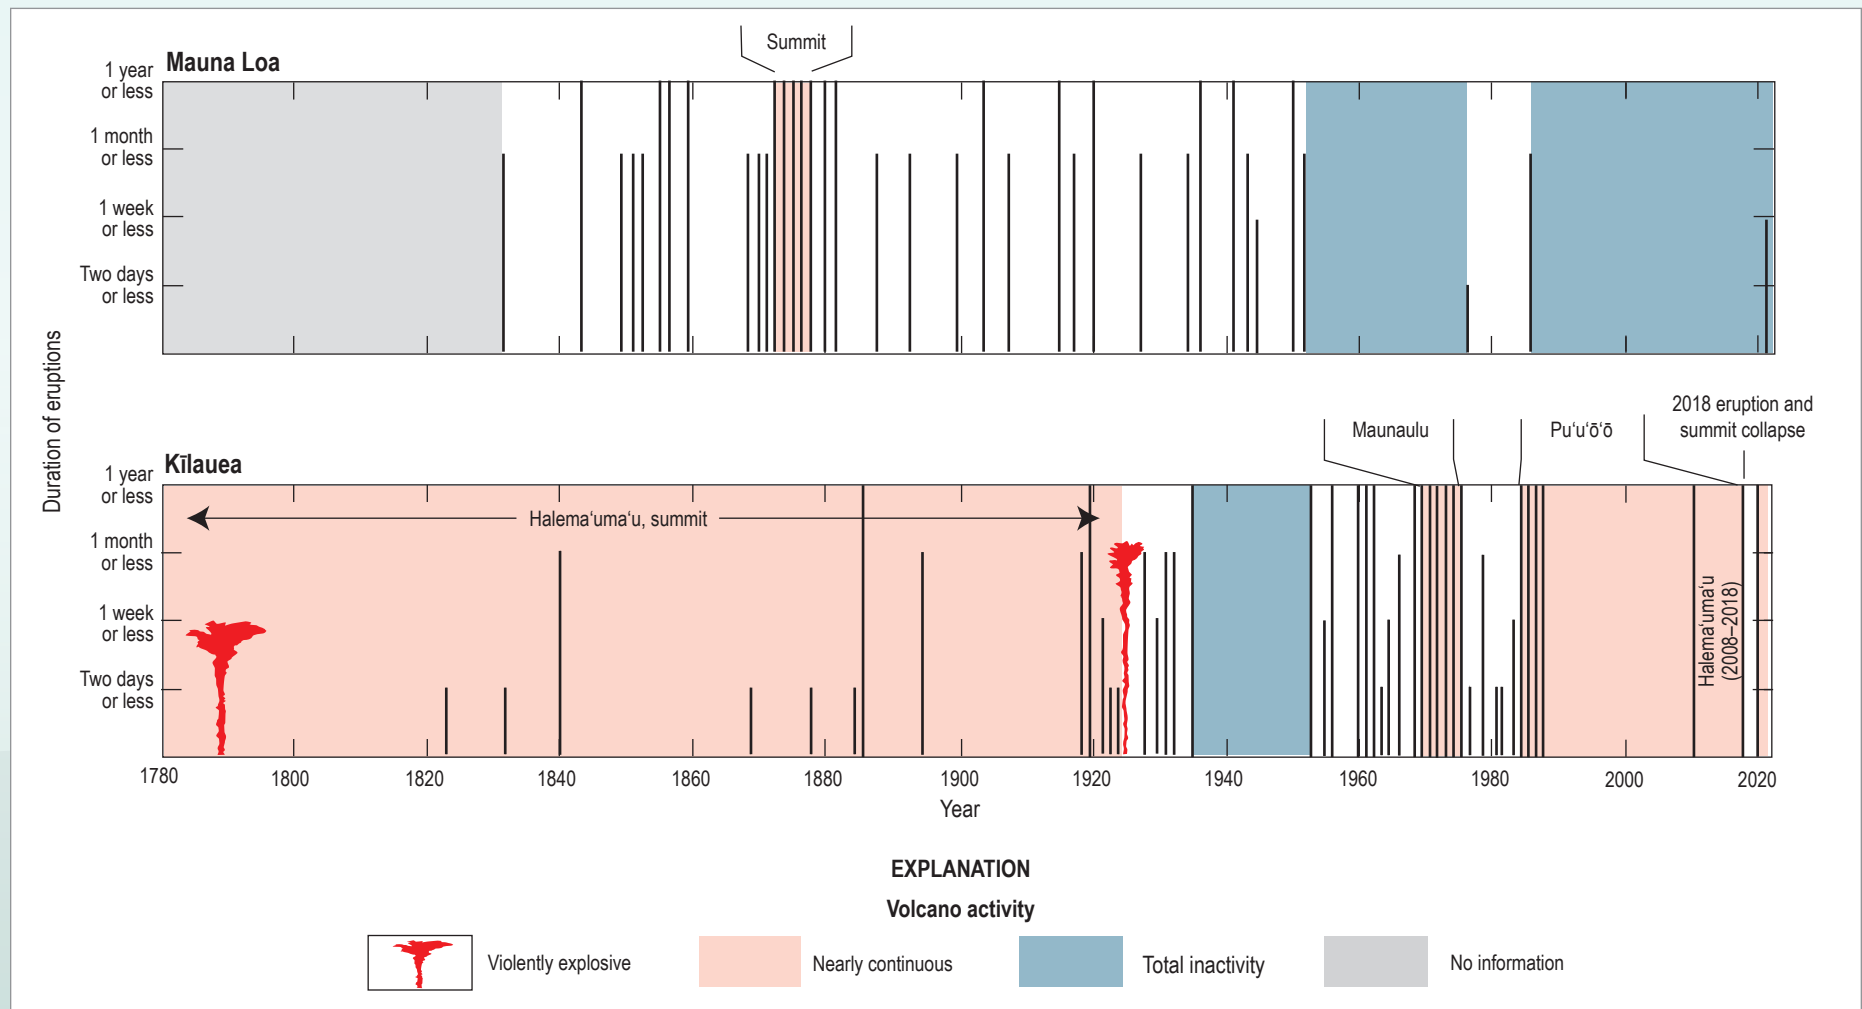 Summit
Mauna Loa
1 year
or less
1 month
or less
1 week
or less
Two days
or less
Duration of eruptions
2018 eruption and
summit collapse
Maunaulu
Puʻuʻōʻō
Kīlauea
1 year
or less
Halemaʻumaʻu, summit
1 month
or less
1 week
or less
Two days
or less
Halemaʻumaʻu
(2008–2018)
1780 1800 1820 1840 1860 1880 1900 1920 1940 1960 1980 2000 2020
Year
EXPLANATION
Volcano activity
Violently explosive
Nearly continuous
Total inactivity
No information